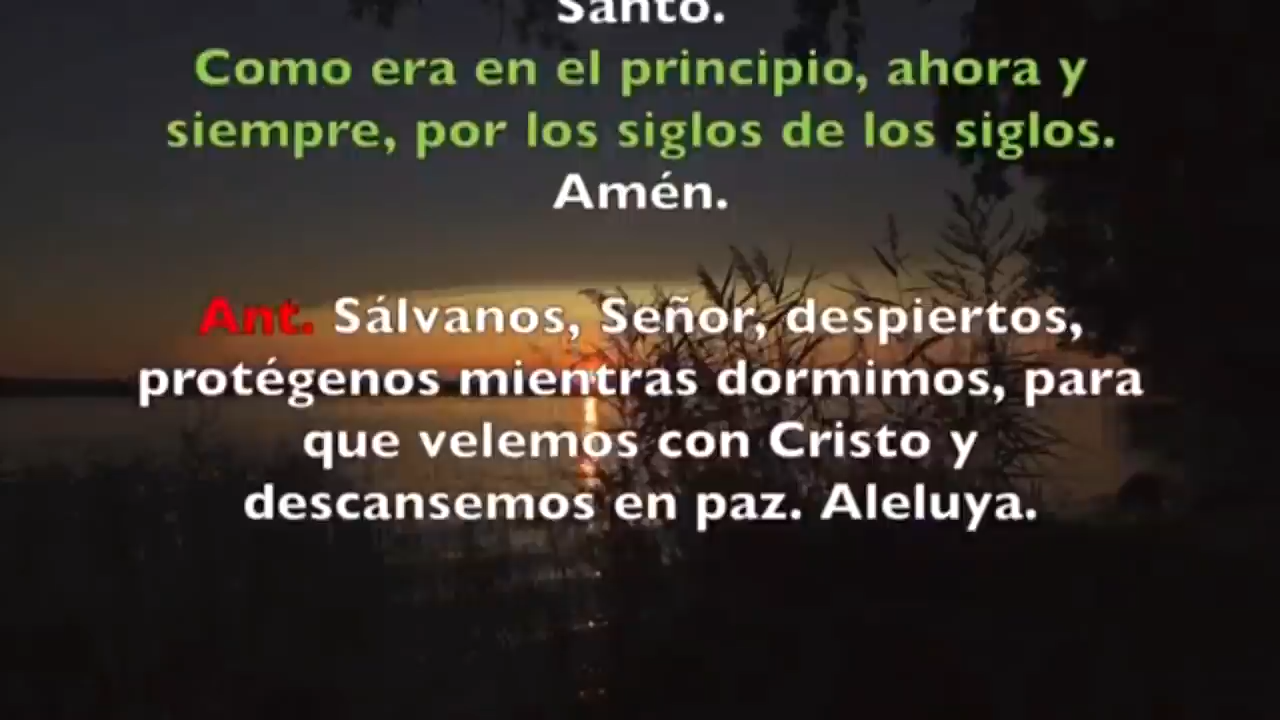 Santo.
Como era en el principio, ahora y
siempre, por los siglos de los siglos.
Amén.
Ant. Sálvanos, Señor, despiertos,
protégenos mientras dormimos, para
que velemos con Cristo y
descansemos en paz. Aleluya.